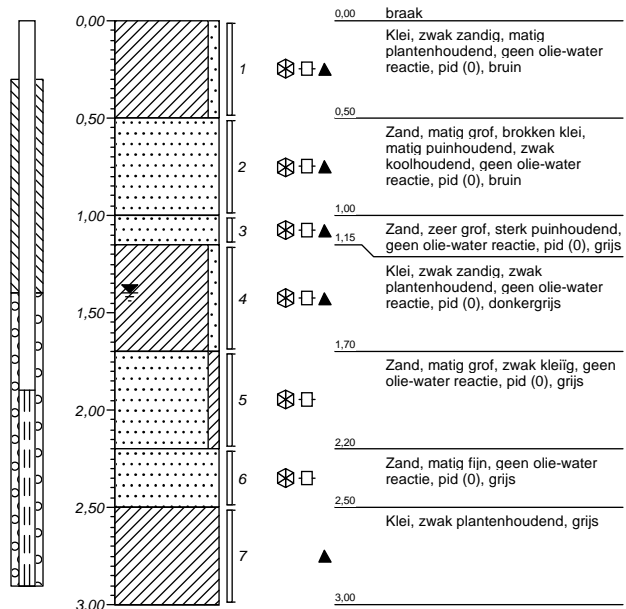 0,00
0,50
1,00
1,50
2,00
2,50
3,00
1
2
3
4
5
6
7
0,00 braak
Klei, zwak zandig, matig
plantenhoudend, geen olie-water
reactie, pid (0), bruin
0,50
Zand, matig grof, brokken klei,
matig puinhoudend, zwak
koolhoudend, geen olie-water
reactie, pid (0), bruin
1,00
Zand, zeer grof, sterk puinhoudend,
geen olie-water reactie, pid (0), grijs
1,15
Klei, zwak zandig, zwak
plantenhoudend, geen olie-water
reactie, pid (0), donkergrijs
1,70
Zand, matig grof, zwak kleiïg, geen
olie-water reactie, pid (0), grijs
2,20
Zand, matig fijn, geen olie-water
reactie, pid (0), grijs
2,50
Klei, zwak plantenhoudend, grijs
3,00